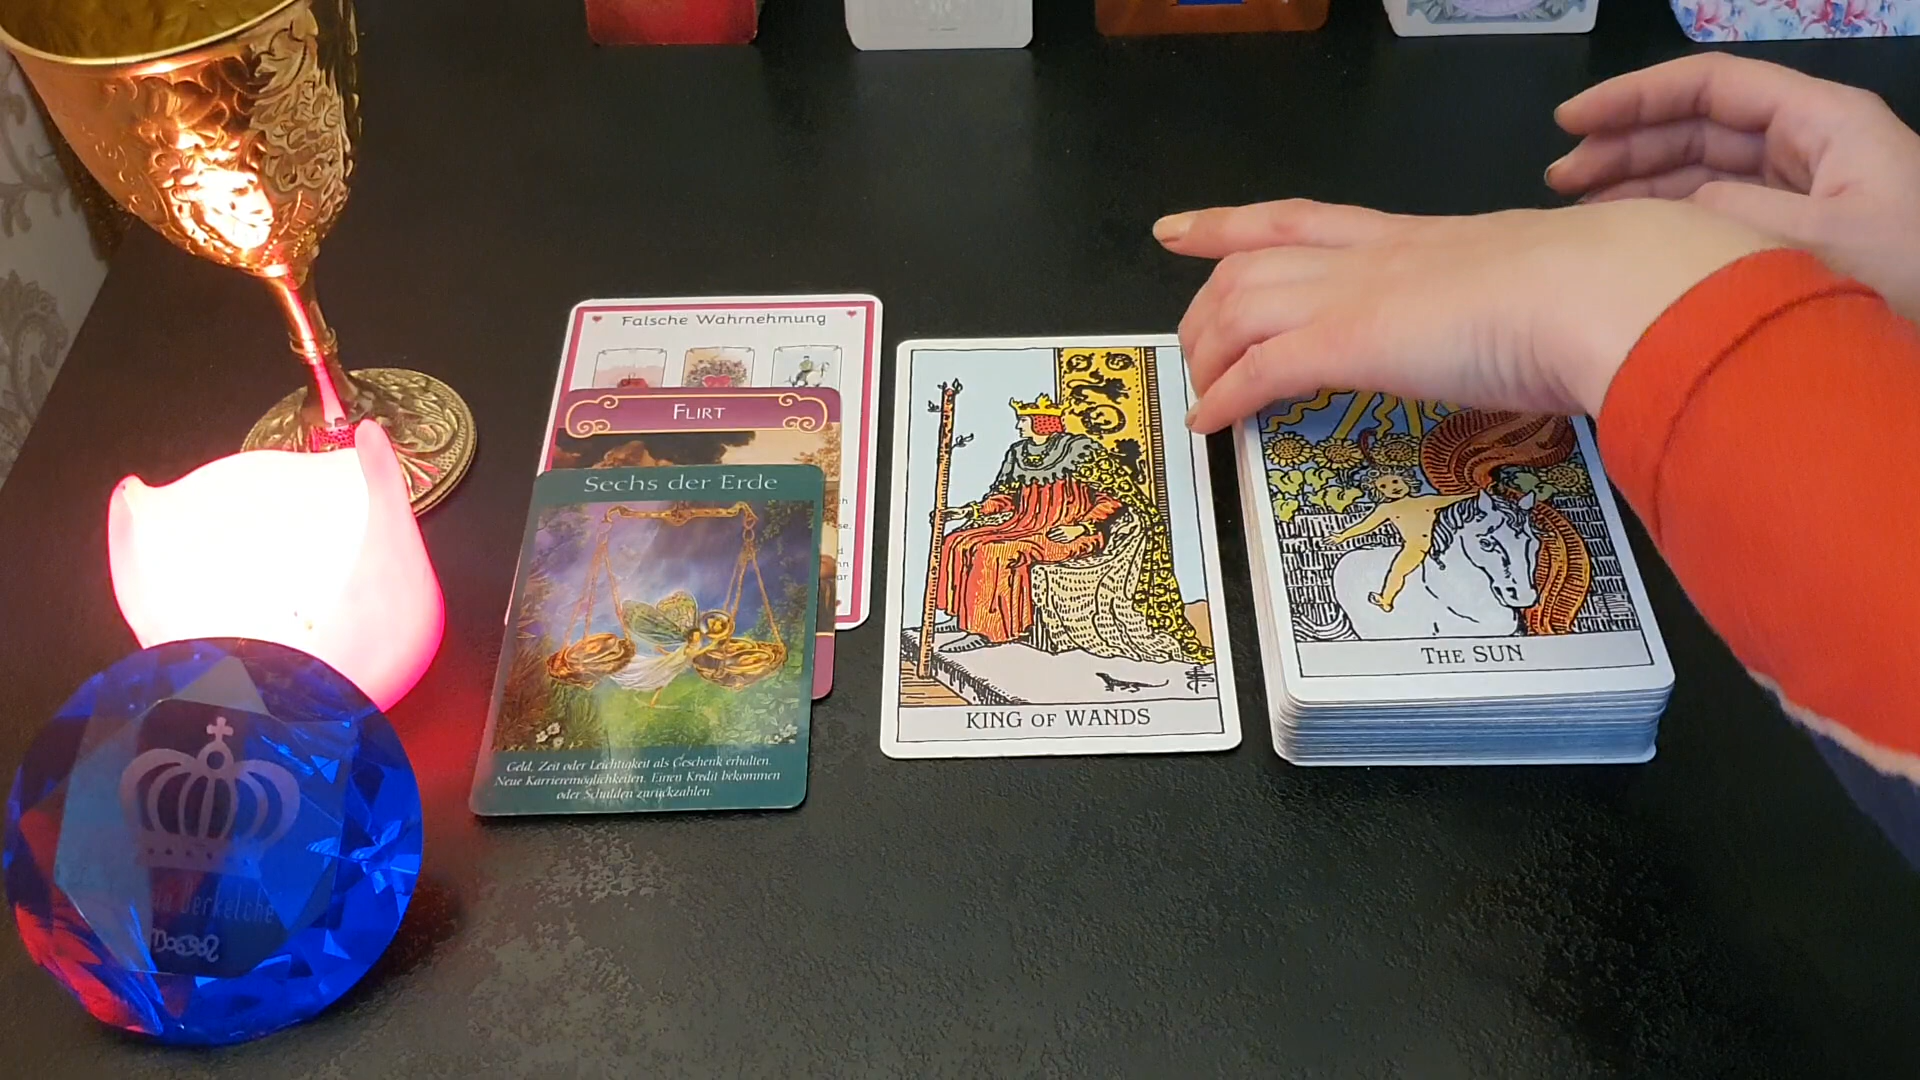 Falsche Wahrnehmung
FLIRT
Sechs der Erde
Geld, Zeit oder Leichtigkeit als Geschenk erhalten.
Neue Karrieremöglichkeiten. Einen Kredit bekommen
oder Schulden zurückzahlen.
KING OF WANDS
THE SUN
derkelche